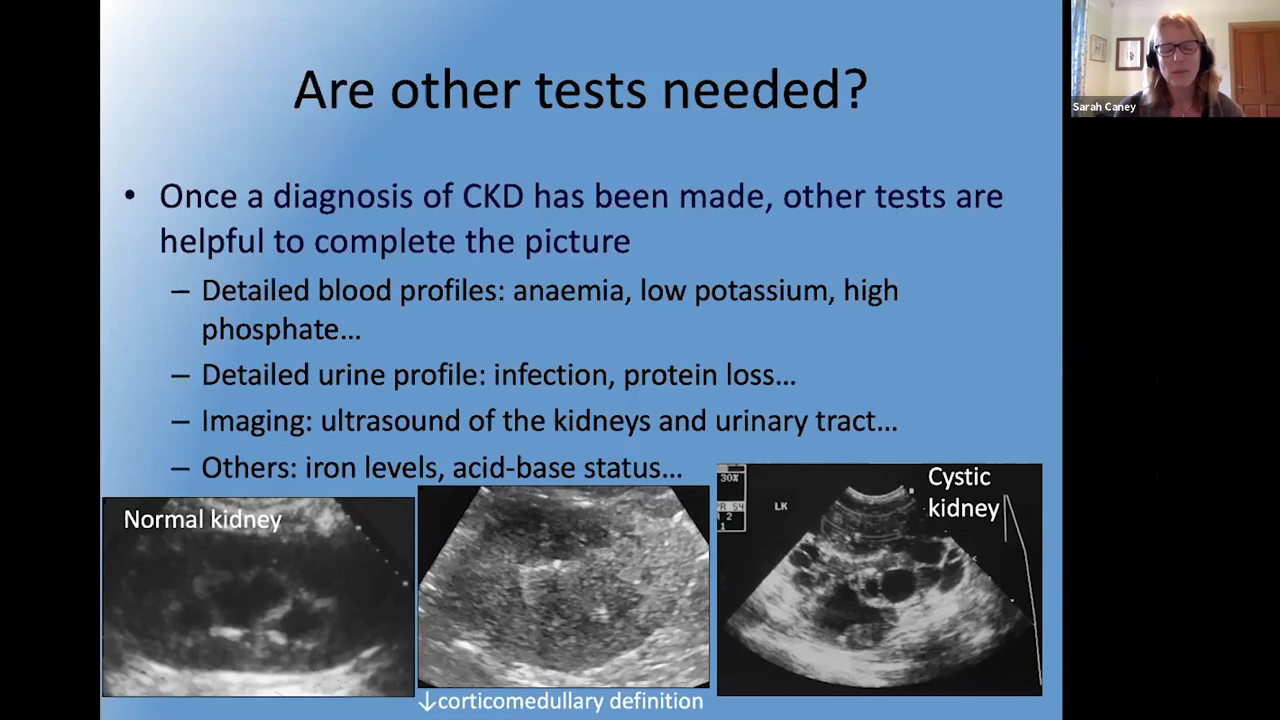 Are other tests needed?
Sarah Caney
• Once a diagnosis of CKD has been made, other tests are
helpful to complete the picture
– Detailed blood profiles: anaemia, low potassium, high
phosphate...
– Detailed urine profile: infection, protein loss...
– Imaging: ultrasound of the kidneys and urinary tract...
– Others: iron levels, acid-base status...
Normal kidney
↓corticomedullary definition
30%
LK
Cystic
kidney